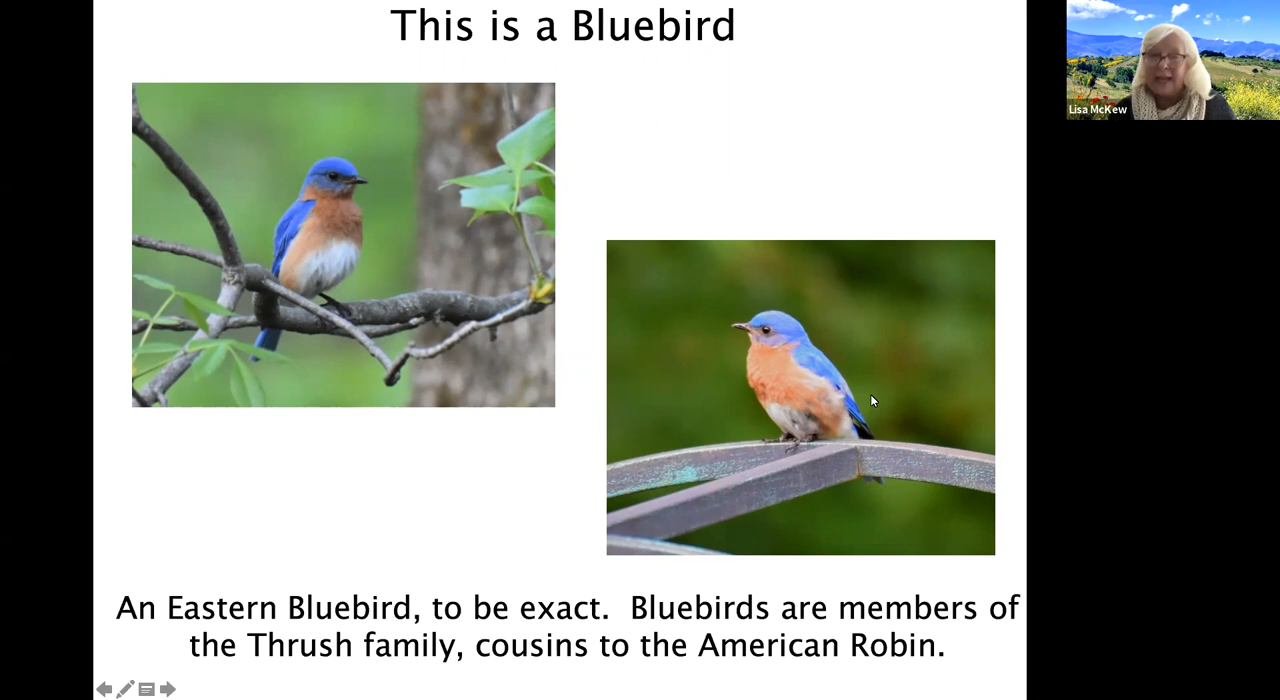 This is a Bluebird
Lisa McKew
An Eastern Bluebird, to be exact.  Bluebirds are members of
the Thrush family, cousins to the American Robin.